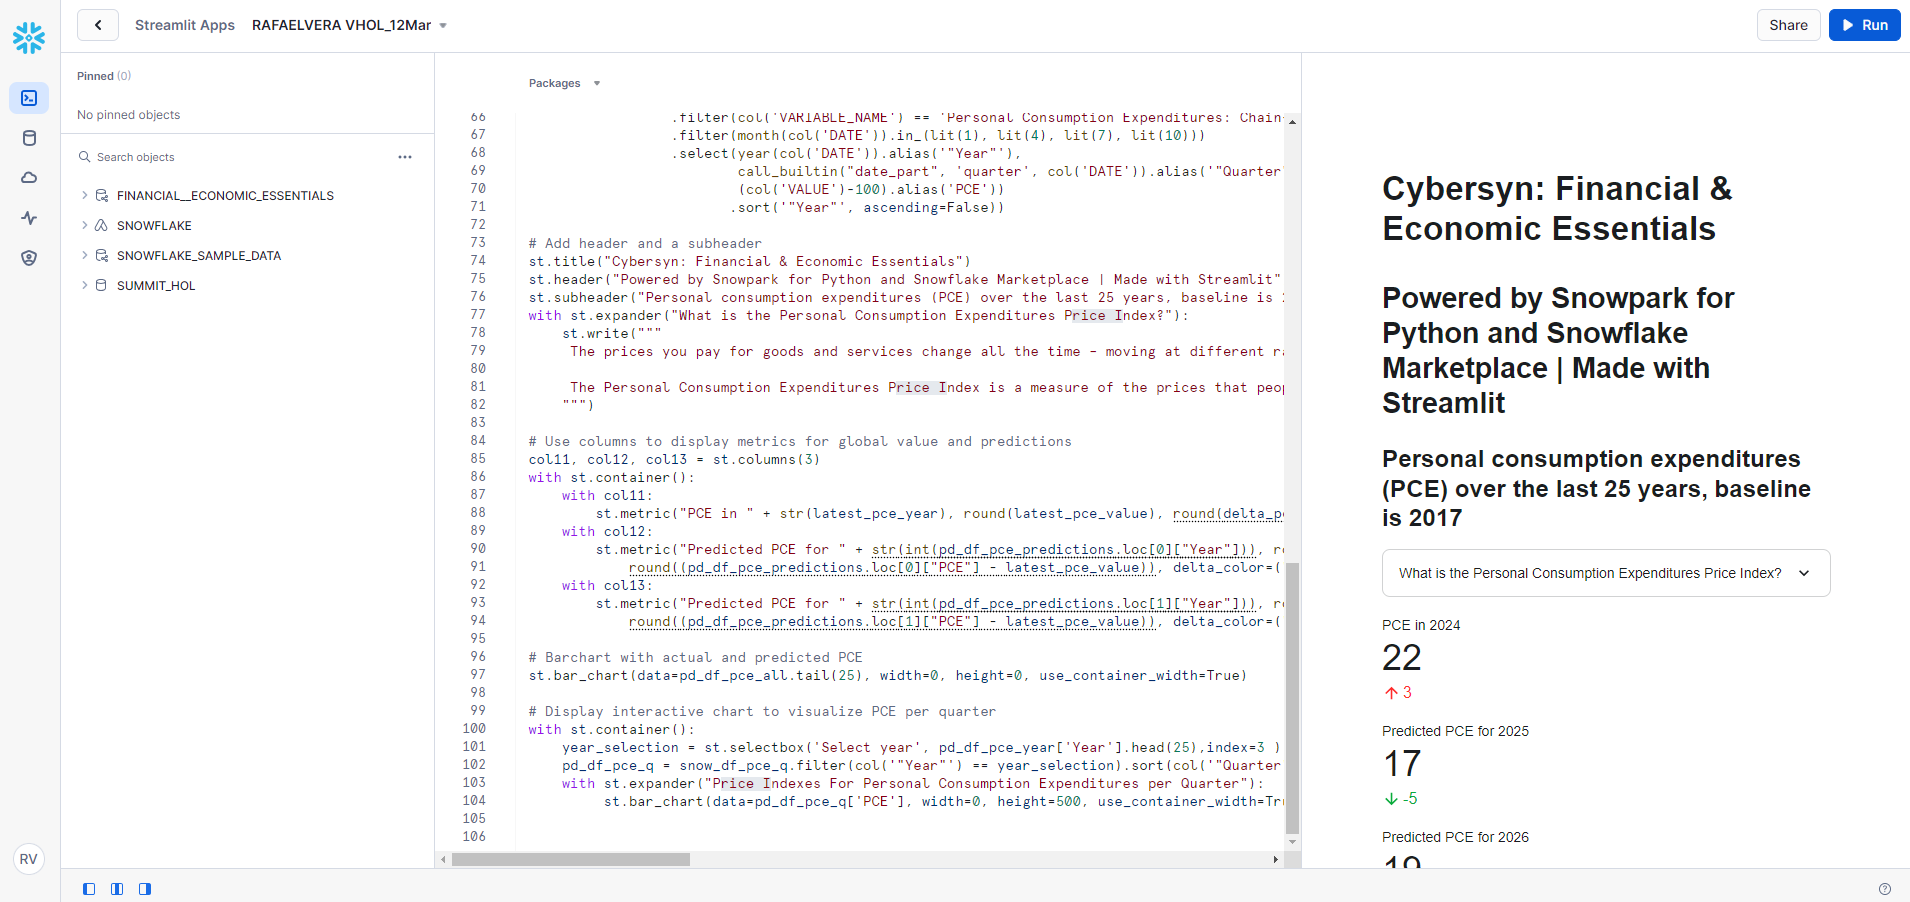 Streamlit Apps RAFAELVERA VHOL_12Mar
Share
Run
Pinned (0)
No pinned objects
Search objects
FINANCIAL__ECONOMIC_ESSENTIALS
SNOWFLAKE
SNOWFLAKE_SAMPLE_DATA
SUMMIT_HOL
RV
Packages
66 .filter(col('VARIABLE_NAME') == 'Personal Consumption Expenditures: Chain-
67 .filter(month(col('DATE')).in_(lit(1), lit(4), lit(7), lit(10)))
68 .select(year(col('DATE')).alias('"Year"'),
69 call_builtin("date_part", 'quarter', col('DATE')).alias('"Quarter"
70 (col('VALUE')-100).alias('PCE'))
71 .sort('"Year"', ascending=False))
72
73 # Add header and a subheader
74 st.title("Cybersyn: Financial & Economic Essentials")
75 st.header("Powered by Snowpark for Python and Snowflake Marketplace | Made with Streamlit"
76 st.subheader("Personal consumption expenditures (PCE) over the last 25 years, baseline is
77 with st.expander("What is the Personal Consumption Expenditures Price Index?"):
78 st.write("""
79 The prices you pay for goods and services change all the time – moving at different ra
80
81 The Personal Consumption Expenditures Price Index is a measure of the prices that peop
82 """)
83
84 # Use columns to display metrics for global value and predictions
85 col11, col12, col13 = st.columns(3)
86 with st.container():
87 with col11:
88 st.metric("PCE in " + str(latest_pce_year), round(latest_pce_value), round(delta_p
89 with col12:
90 st.metric("Predicted PCE for " + str(int(pd_df_pce_predictions.loc[0]["Year"])), r
91 round((pd_df_pce_predictions.loc[0]["PCE"] - latest_pce_value)), delta_color=(
92 with col13:
93 st.metric("Predicted PCE for " + str(int(pd_df_pce_predictions.loc[1]["Year"])), r
94 round((pd_df_pce_predictions.loc[1]["PCE"] - latest_pce_value)), delta_color=(
95
96 # Barchart with actual and predicted PCE
97 st.bar_chart(data=pd_df_pce_all.tail(25), width=0, height=0, use_container_width=True)
98
99 # Display interactive chart to visualize PCE per quarter
100 with st.container():
101 year_selection = st.selectbox('Select year', pd_df_pce_year['Year'].head(25),index=3 )
102 pd_df_pce_q = snow_df_pce_q.filter(col('"Year"') == year_selection).sort(col('"Quarter
103 with st.expander("Price Indexes For Personal Consumption Expenditures per Quarter"):
104 st.bar_chart(data=pd_df_pce_q['PCE'], width=0, height=500, use_container_width=Tr
105
106
Cybersyn: Financial &
Economic Essentials
Powered by Snowpark for
Python and Snowflake
Marketplace | Made with
Streamlit
Personal consumption expenditures
(PCE) over the last 25 years, baseline
is 2017
What is the Personal Consumption Expenditures Price Index?
PCE in 2024
22
3
Predicted PCE for 2025
17
-5
Predicted PCE for 2026
19